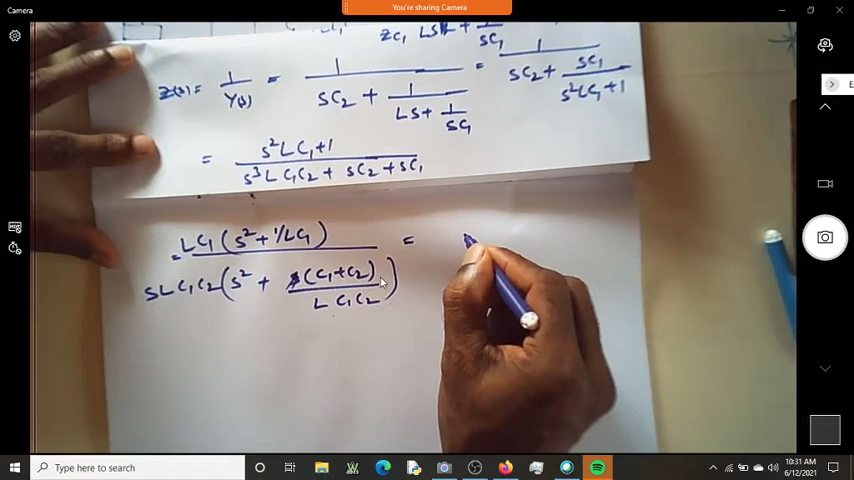 Camera
You're sharing Camera
ZC₁ LS+ 1/SC₁
Z(s) = 1/Y(s) = 1/(SC₂ + 1/(LS + 1/SC₁)) = 1/(SC₂ + SC₁/(S²LC₁+1))
= (S²LC₁+1)/(S³LC₁C₂ + SC₂ + SC₁)
= LC₁(S² + 1/LC₁)/(SLC₁C₂(S² + (C₁+C₂)/(LC₁C₂))) =
Type here to search
10:31 AM
6/12/2021